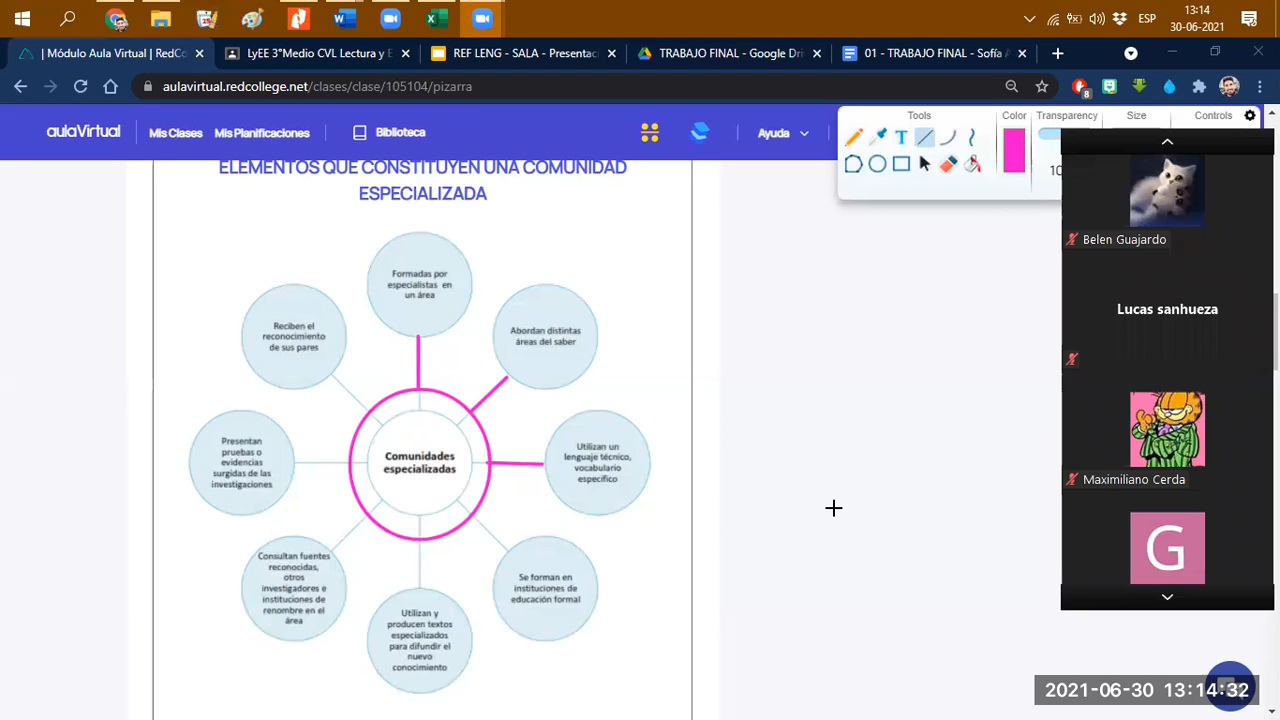 13:14
ESP
30-06-2021
| Módulo Aula Virtual | RedCo
LyEE 3°Medio CVL Lectura y E
REF LENG - SALA - Presentaci
TRABAJO FINAL - Google Dri
01 - TRABAJO FINAL - Sofía A
aulavirtual.redcollege.net/clases/clase/105104/pizarra
8
aulaVirtual
Mis Clases
Mis Planificaciones
Biblioteca
Ayuda
Tools
Color
Transparency
Size
Controls
T
10
ELEMENTOS QUE CONSTITUYEN UNA COMUNIDAD
ESPECIALIZADA
Formadas por
especialistas en
un área
Abordan distintas
áreas del saber
Utilizan un
lenguaje técnico,
vocabulario
específico
Se forman en
instituciones de
educación formal
Utilizan y
producen textos
especializados
para difundir el
nuevo
conocimiento
Consultan fuentes
reconocidas,
otros
investigadores e
instituciones de
renombre en el
área
Presentan
pruebas o
evidencias
surgidas de las
investigaciones
Reciben el
reconocimiento
de sus pares
Comunidades
especializadas
Belen Guajardo
Lucas sanhueza
Maximiliano Cerda
G
2021-06-30 13:14:32